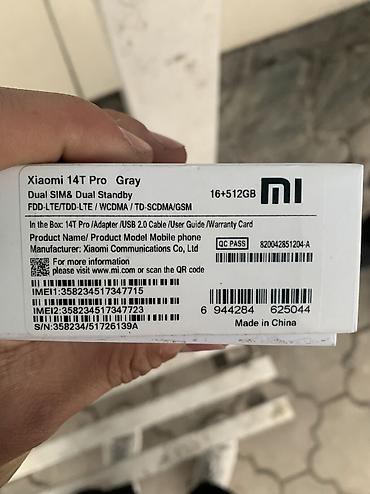 Xiaomi 14T Pro Gray
Dual SIM& Dual Standby
16+512GB
mi
FDD-LTE/TDD-LTE / WCDMA / TD-SCDMA/GSM
In the Box: 14T Pro /Adapter /USB 2.0 Cable /User Guide /Warranty Card
Product Name/ Product Model Mobile phone
Manufacturer: Xiaomi Communications Co, Ltd
QC PASS
820042851204-A
For more information
please visit www.mi.com or scan the QR code
IMEI1:358234517347715
IMEI2:358234517347723
S/N:358234/51726139A
6 944284 625044
Made in China